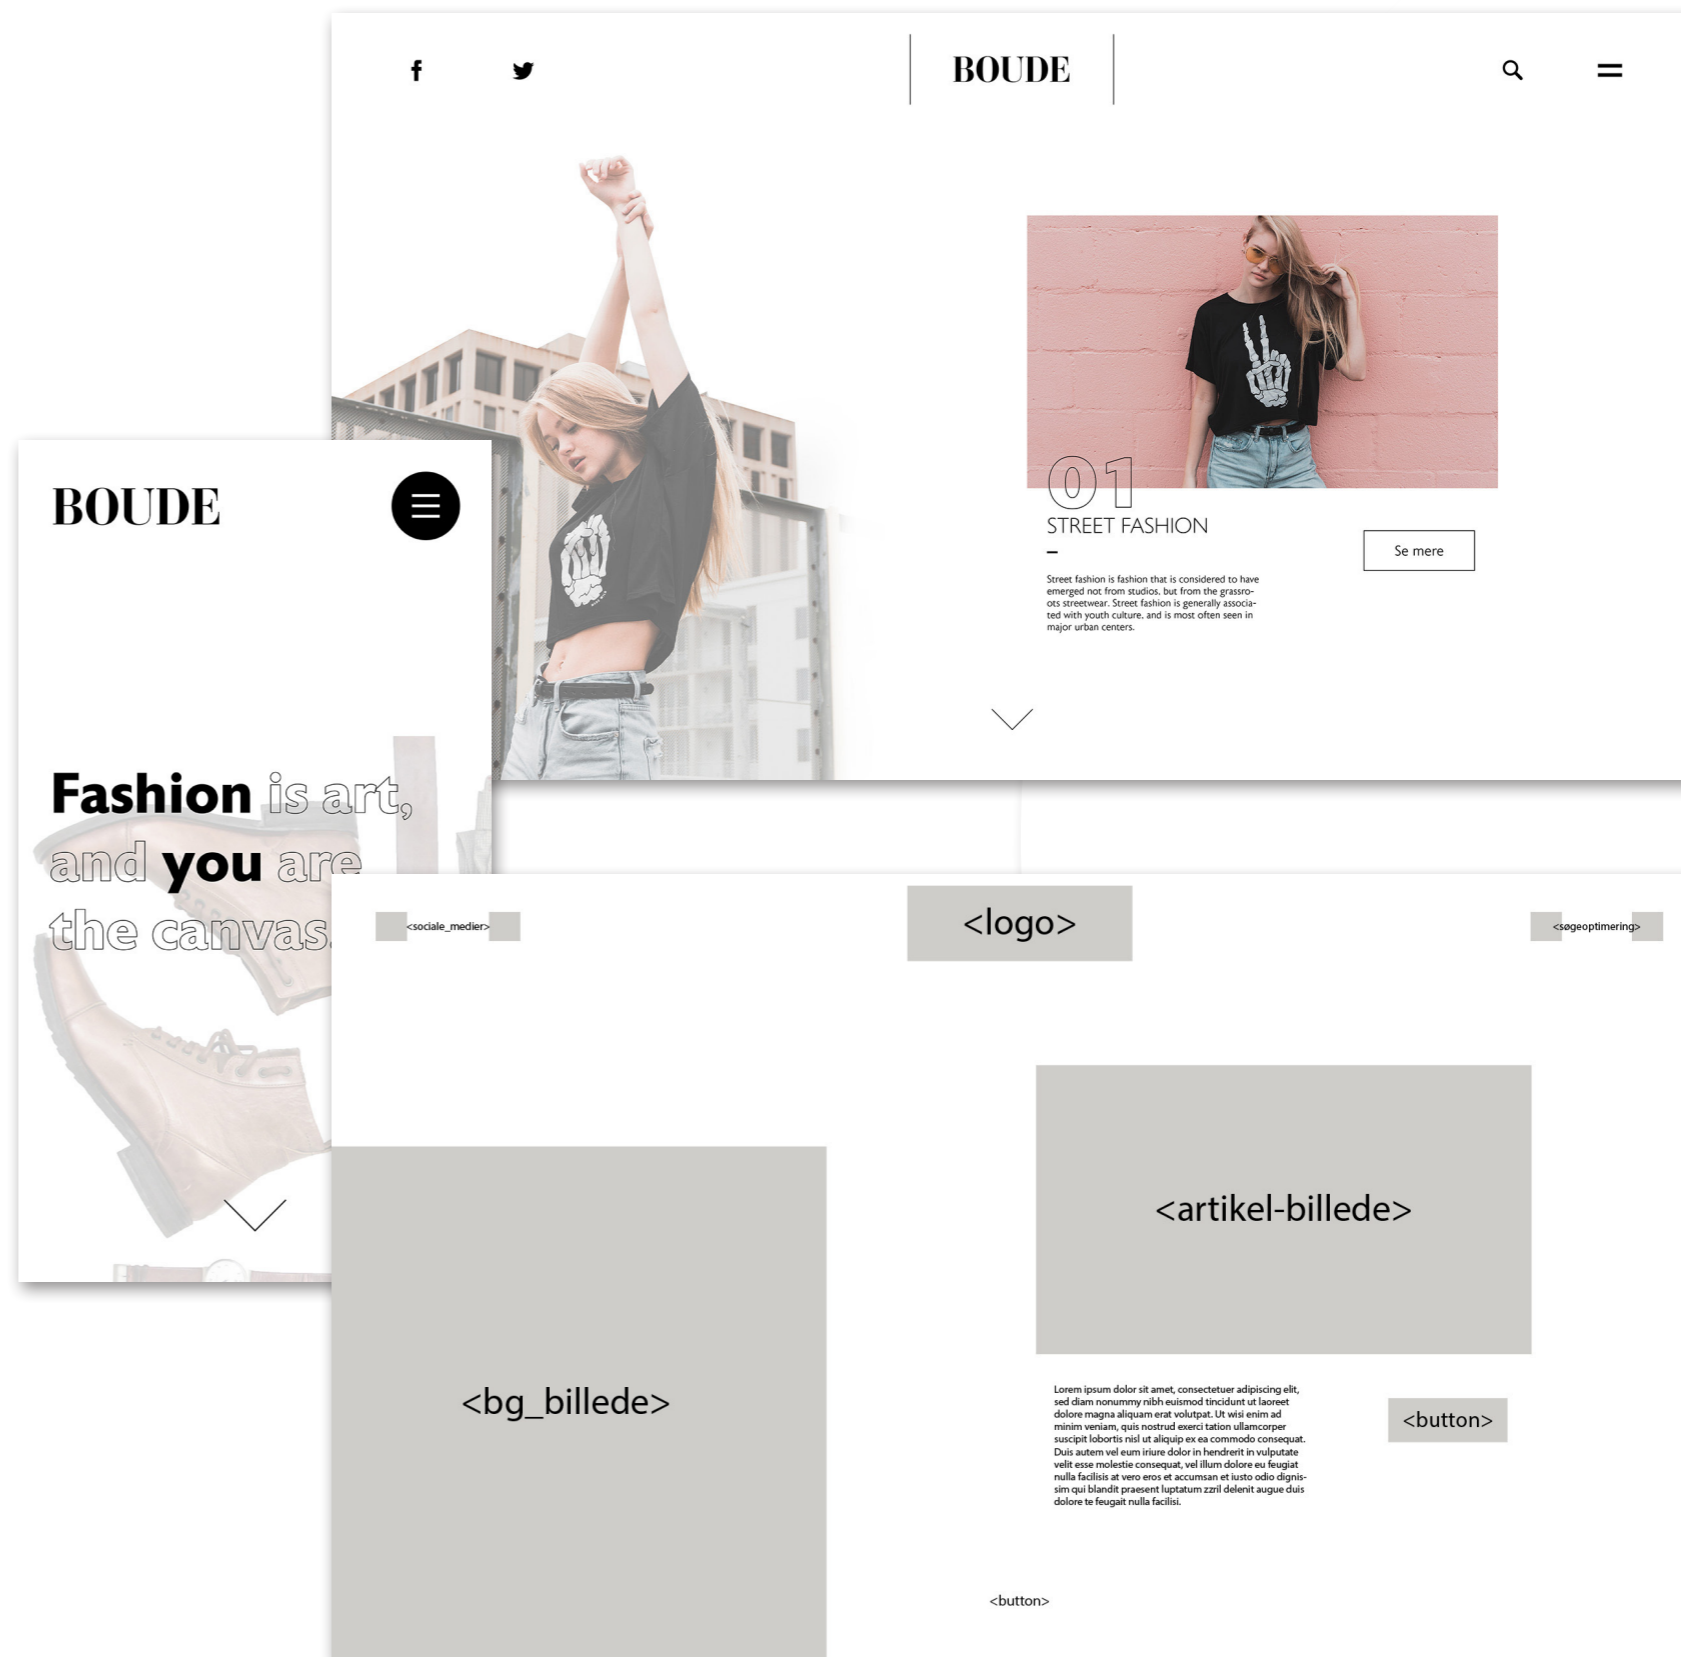 BOUDE
01
STREET FASHION
Se mere
Street fashion is fashion that is considered to have
emerged not from studios, but from the grassro-
ots streetwear. Street fashion is generally associa-
ted with youth culture, and is most often seen in
major urban centers.
BOUDE
Fashion is art,
and you are
the canvas.
<sociale_medier>
<logo>
<søgeoptimering>
<artikel-billede>
<bg_billede>
Lorem ipsum dolor sit amet, consectetuer adipiscing elit,
sed diam nonummy nibh euismod tincidunt ut laoreet
dolore magna aliquam erat volutpat. Ut wisi enim ad
minim veniam, quis nostrud exerci tation ullamcorper
suscipit lobortis nisl ut aliquip ex ea commodo consequat.
Duis autem vel eum iriure dolor in hendrerit in vulputate
velit esse molestie consequat, vel illum dolore eu feugiat
nulla facilisis at vero eros et accumsan et iusto odio dignis-
sim qui blandit praesent luptatum zzril delenit augue duis
dolore te feugait nulla facilisi.
<button>
<button>